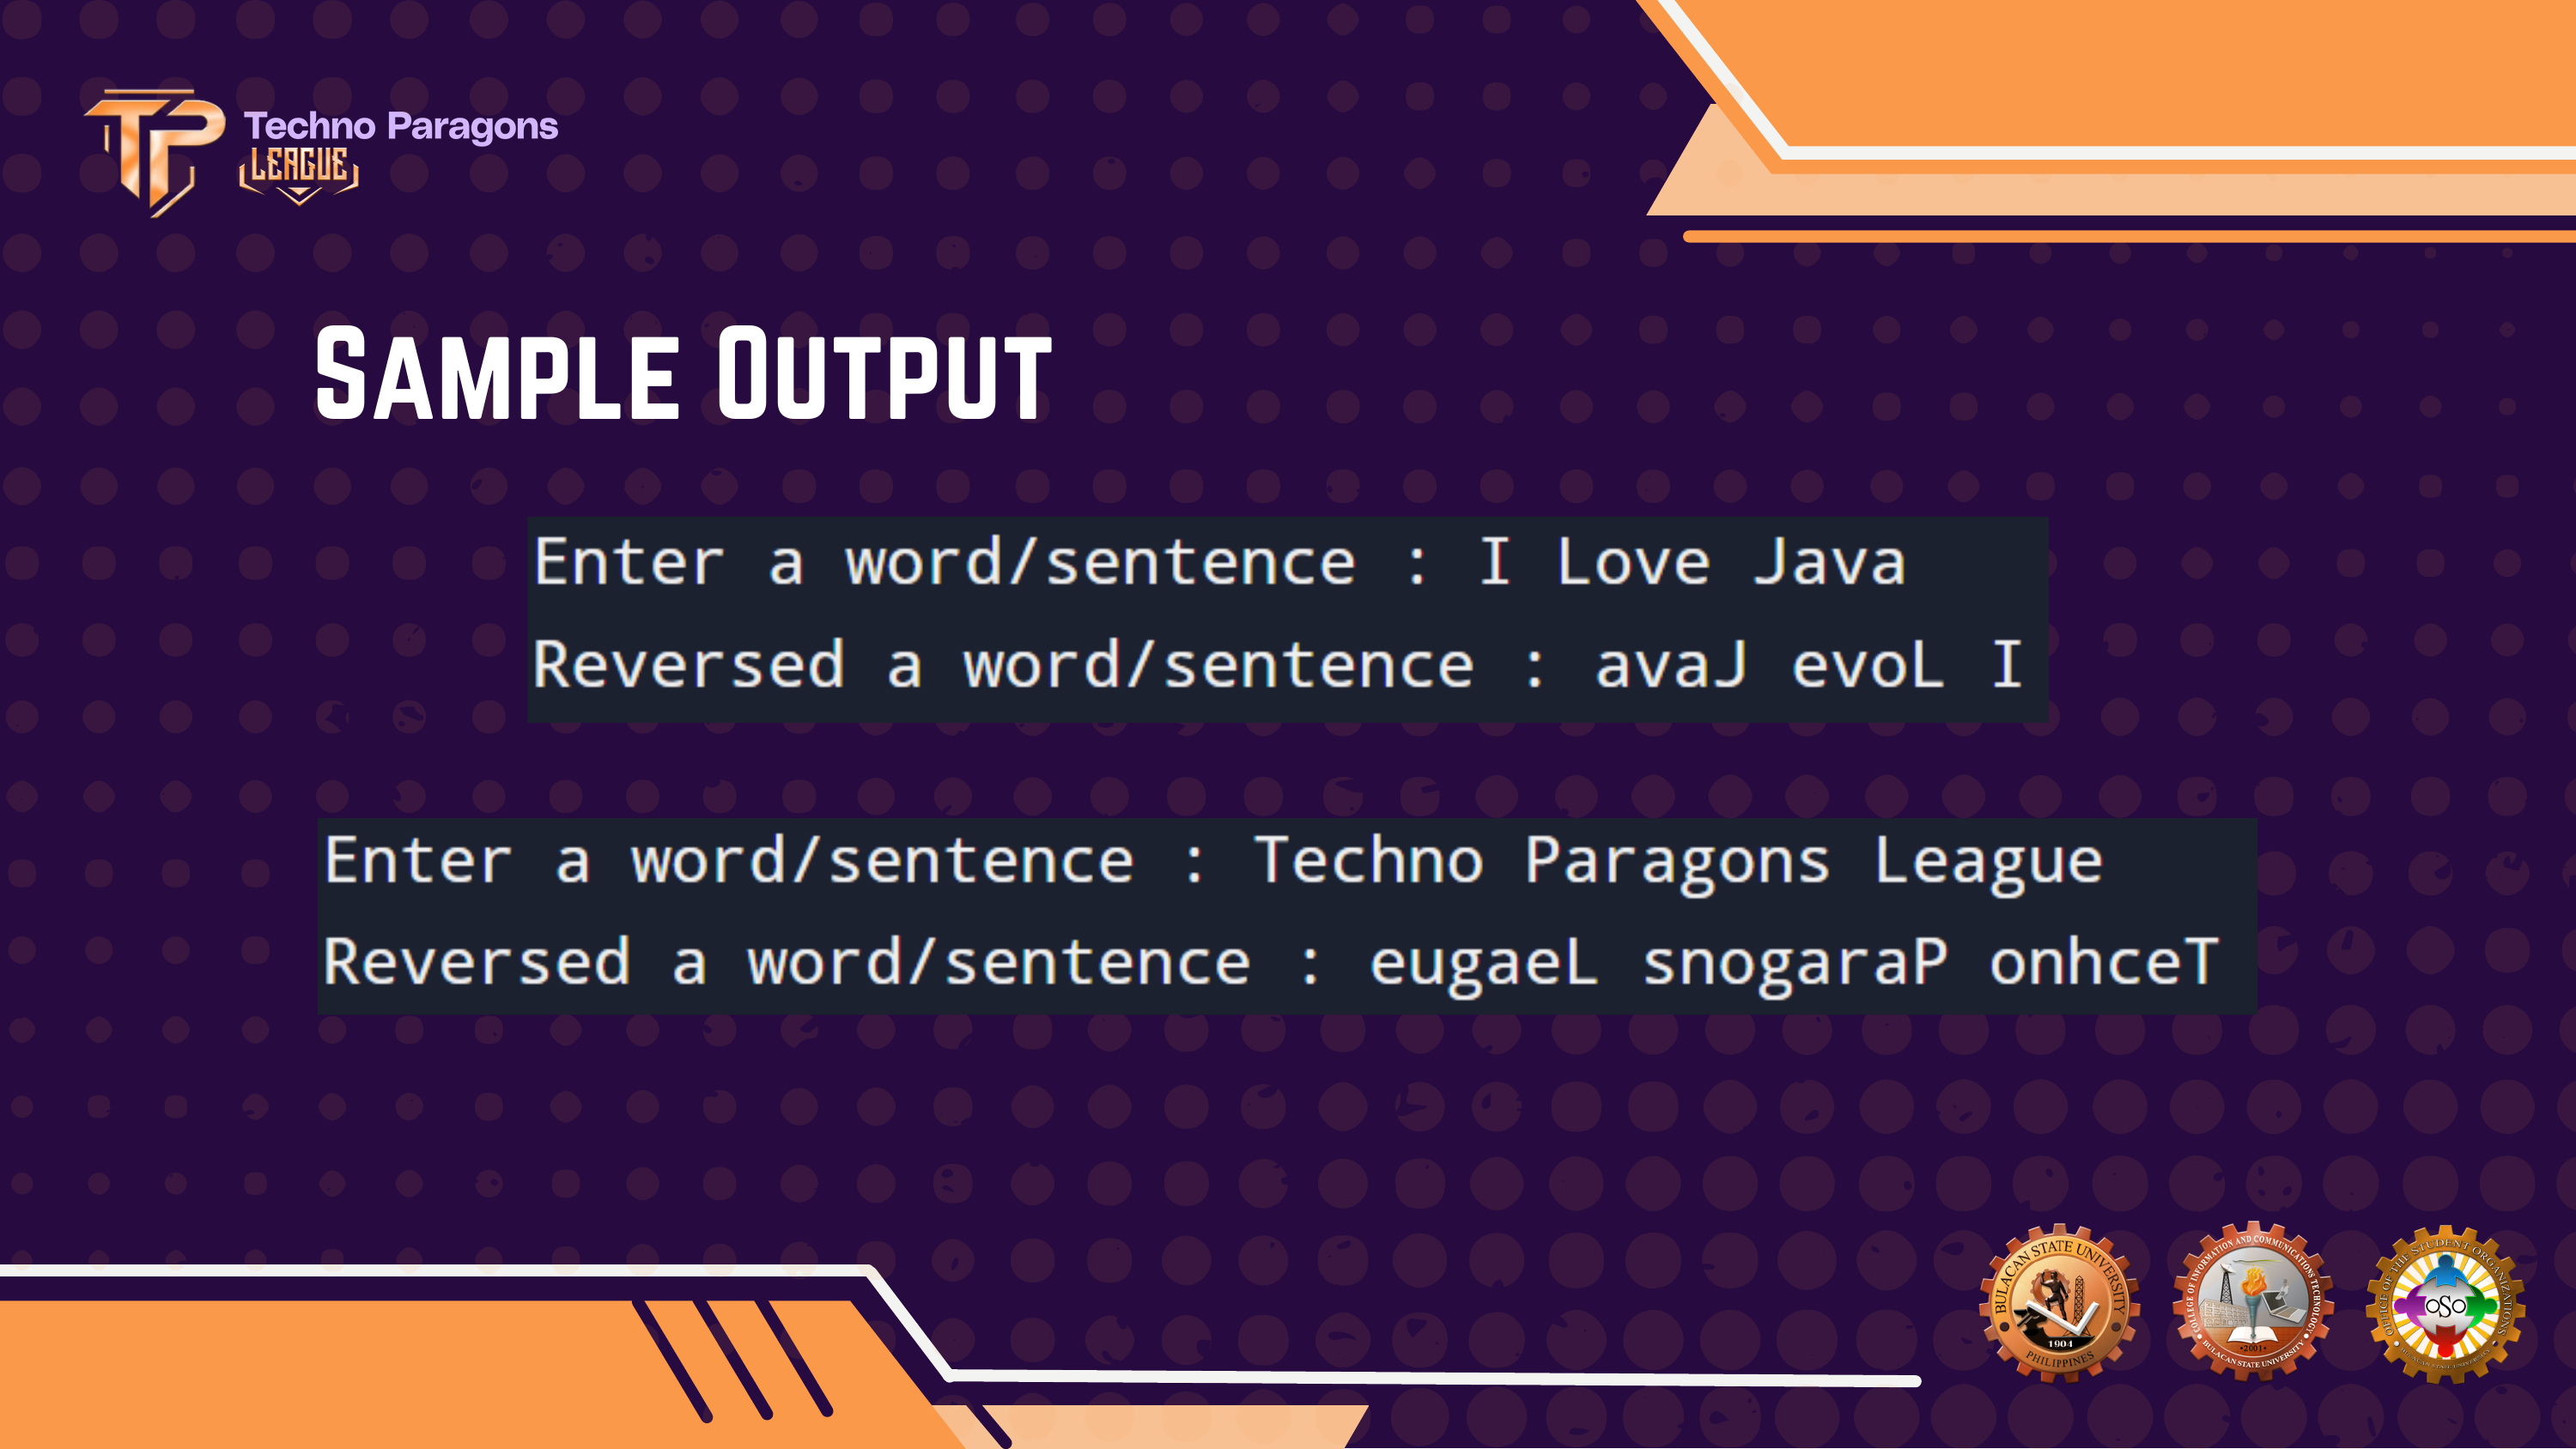 TP
Techno Paragons
LEAGUE
SAMPLE OUTPUT
Enter a word/sentence : I Love Java
Reversed a word/sentence : avaJ evoL I
Enter a word/sentence : Techno Paragons League
Reversed a word/sentence : eugaeL snogaraP onhceT
BULACAN STATE UNIVERSITY
1904
PHILIPPINES
COLLEGE OF INFORMATION AND COMMUNICATIONS TECHNOLOGY
•2001•
BULACAN STATE UNIVERSITY
OFFICE OF THE STUDENT ORGANIZATIONS
OSO
BULACAN STATE UNIVERSITY